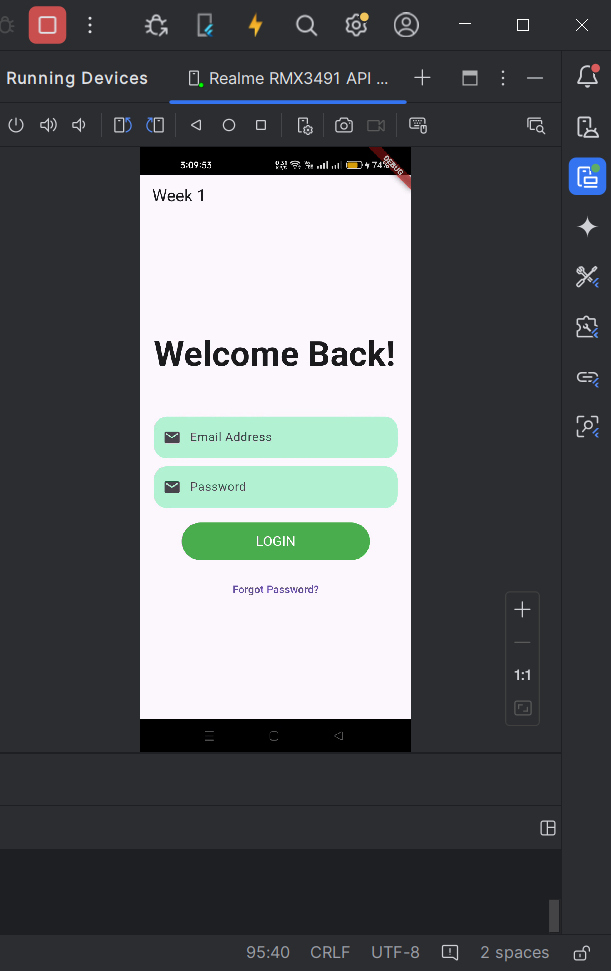 Running Devices
Realme RMX3491 API ...
3:09:53
74%
DEBUG
Week 1
Welcome Back!
Email Address
Password
LOGIN
Forgot Password?
1:1
95:40 CRLF UTF-8 2 spaces